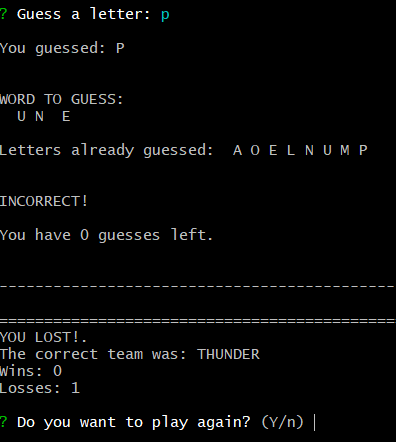 ? Guess a letter: p
You guessed: P
WORD TO GUESS:
U N  E
Letters already guessed:  A O E L N U M P
INCORRECT!
You have 0 guesses left.
--------------------------------------------
============================================
YOU LOST!.
The correct team was: THUNDER
Wins: 0
Losses: 1
? Do you want to play again? (Y/n)